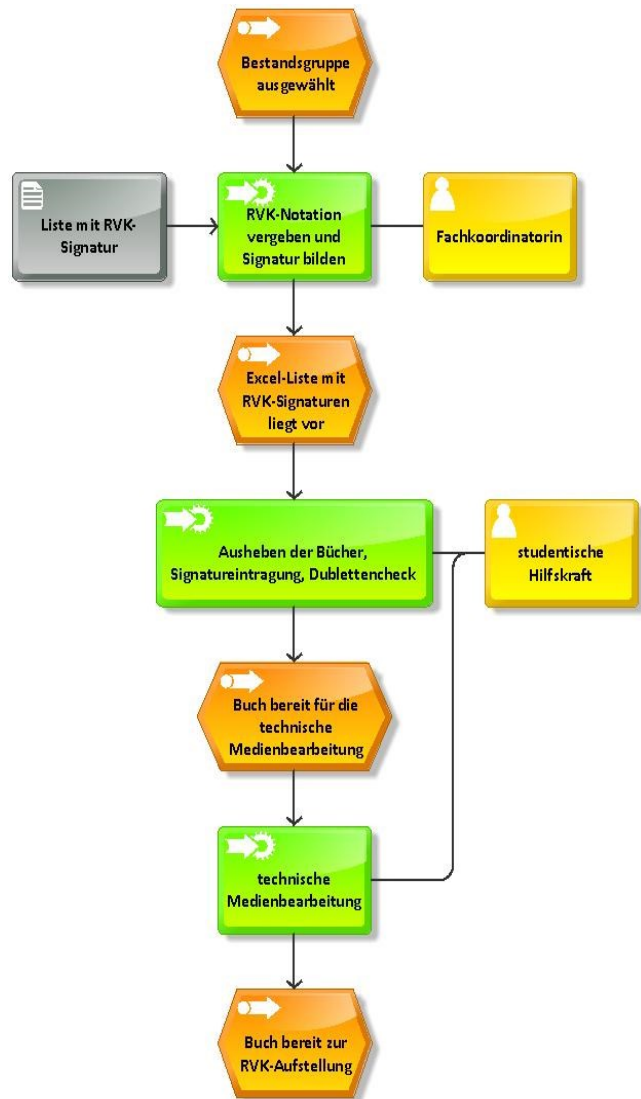 Bestandsgruppe
ausgewählt
Liste mit RVK-
Signatur
RVK-Notation
vergeben und
Signatur bilden
Fachkoordinatorin
Excel-Liste mit
RVK-Signaturen
liegt vor
Ausheben der Bücher,
Signatureintragung, Dublettencheck
studentische
Hilfskraft
Buch bereit für die
technische
Medienbearbeitung
technische
Medienbearbeitung
Buch bereit zur
RVK-Aufstellung